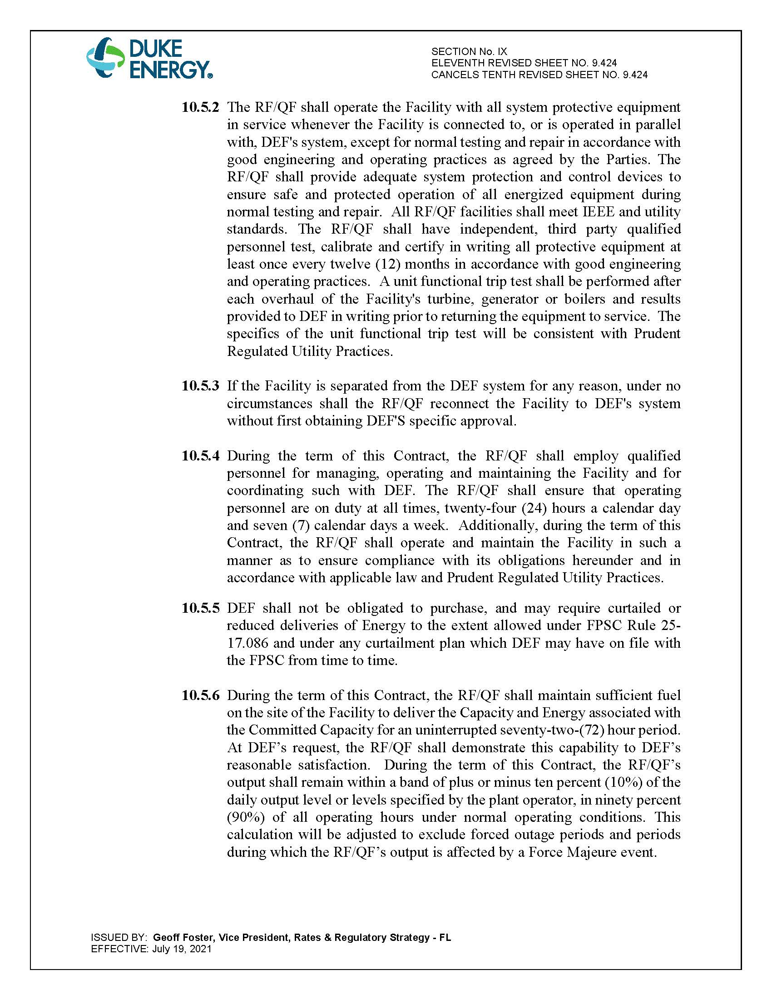 DUKE
ENERGY®
SECTION No. IX
ELEVENTH REVISED SHEET NO. 9.424
CANCELS TENTH REVISED SHEET NO. 9.424
10.5.2 The RF/QF shall operate the Facility with all system protective equipment
in service whenever the Facility is connected to, or is operated in parallel
with, DEF's system, except for normal testing and repair in accordance with
good engineering and operating practices as agreed by the Parties. The
RF/QF shall provide adequate system protection and control devices to
ensure safe and protected operation of all energized equipment during
normal testing and repair. All RF/QF facilities shall meet IEEE and utility
standards. The RF/QF shall have independent, third party qualified
personnel test, calibrate and certify in writing all protective equipment at
least once every twelve (12) months in accordance with good engineering
and operating practices. A unit functional trip test shall be performed after
each overhaul of the Facility's turbine, generator or boilers and results
provided to DEF in writing prior to returning the equipment to service. The
specifics of the unit functional trip test will be consistent with Prudent
Regulated Utility Practices.
10.5.3 If the Facility is separated from the DEF system for any reason, under no
circumstances shall the RF/QF reconnect the Facility to DEF's system
without first obtaining DEF'S specific approval.
10.5.4 During the term of this Contract, the RF/QF shall employ qualified
personnel for managing, operating and maintaining the Facility and for
coordinating such with DEF. The RF/QF shall ensure that operating
personnel are on duty at all times, twenty-four (24) hours a calendar day
and seven (7) calendar days a week. Additionally, during the term of this
Contract, the RF/QF shall operate and maintain the Facility in such a
manner as to ensure compliance with its obligations hereunder and in
accordance with applicable law and Prudent Regulated Utility Practices.
10.5.5 DEF shall not be obligated to purchase, and may require curtailed or
reduced deliveries of Energy to the extent allowed under FPSC Rule 25-
17.086 and under any curtailment plan which DEF may have on file with
the FPSC from time to time.
10.5.6 During the term of this Contract, the RF/QF shall maintain sufficient fuel
on the site of the Facility to deliver the Capacity and Energy associated with
the Committed Capacity for an uninterrupted seventy-two-(72) hour period.
At DEF’s request, the RF/QF shall demonstrate this capability to DEF’s
reasonable satisfaction. During the term of this Contract, the RF/QF’s
output shall remain within a band of plus or minus ten percent (10%) of the
daily output level or levels specified by the plant operator, in ninety percent
(90%) of all operating hours under normal operating conditions. This
calculation will be adjusted to exclude forced outage periods and periods
during which the RF/QF’s output is affected by a Force Majeure event.
ISSUED BY: Geoff Foster, Vice President, Rates & Regulatory Strategy - FL
EFFECTIVE: July 19, 2021